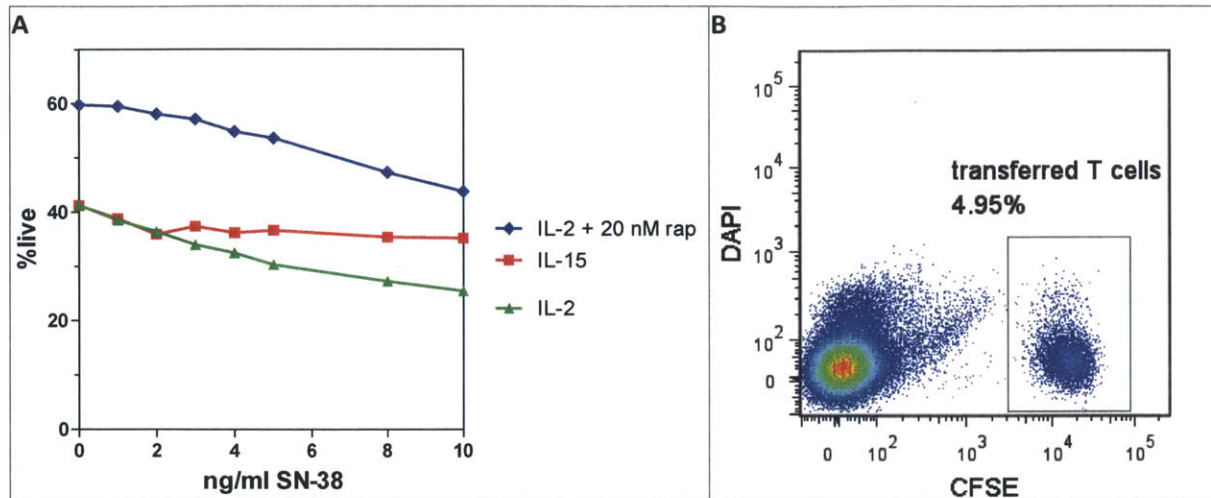 A
60
40
20
0
%live
0 2 4 6 8 10
ng/ml SN-38
IL-2 + 20 nM rap
IL-15
IL-2
B
10^5
10^4
10^3
10^2
0
DAPI
transferred T cells
4.95%
0 10^2 10^3 10^4 10^5
CFSE